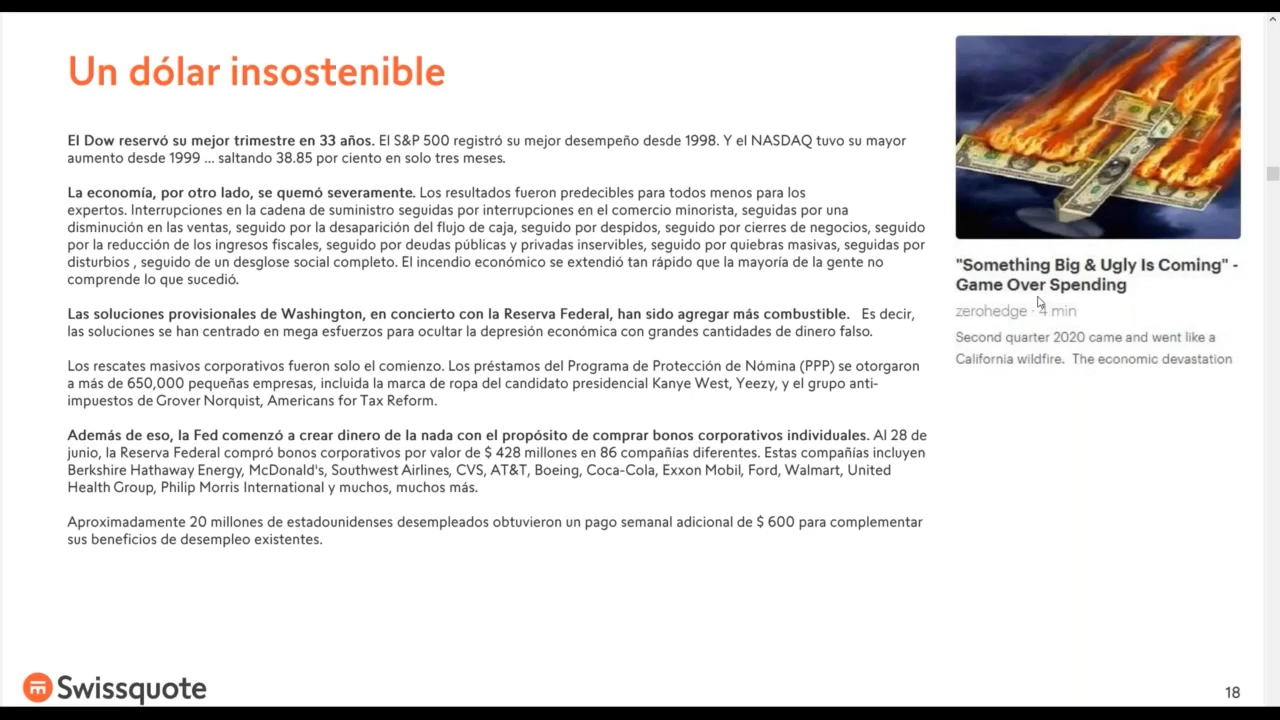 Un dólar insostenible
El Dow reservó su mejor trimestre en 33 años. El S&P 500 registró su mejor desempeño desde 1998. Y el NASDAQ tuvo su mayor
aumento desde 1999 ... saltando 38.85 por ciento en solo tres meses.
La economía, por otro lado, se quemó severamente. Los resultados fueron predecibles para todos menos para los
expertos. Interrupciones en la cadena de suministro seguidas por interrupciones en el comercio minorista, seguidas por una
disminución en las ventas, seguido por la desaparición del flujo de caja, seguido por despidos, seguido por cierres de negocios, seguido
por la reducción de los ingresos fiscales, seguido por deudas públicas y privadas inservibles, seguido por quiebras masivas, seguidas por
disturbios , seguido de un desglose social completo. El incendio económico se extendió tan rápido que la mayoría de la gente no
comprende lo que sucedió.
Las soluciones provisionales de Washington, en concierto con la Reserva Federal, han sido agregar más combustible. Es decir,
las soluciones se han centrado en mega esfuerzos para ocultar la depresión económica con grandes cantidades de dinero falso.
Los rescates masivos corporativos fueron solo el comienzo. Los préstamos del Programa de Protección de Nómina (PPP) se otorgaron
a más de 650,000 pequeñas empresas, incluida la marca de ropa del candidato presidencial Kanye West, Yeezy, y el grupo anti-
impuestos de Grover Norquist, Americans for Tax Reform.
Además de eso, la Fed comenzó a crear dinero de la nada con el propósito de comprar bonos corporativos individuales. Al 28 de
junio, la Reserva Federal compró bonos corporativos por valor de $ 428 millones en 86 compañías diferentes. Estas compañías incluyen
Berkshire Hathaway Energy, McDonald's, Southwest Airlines, CVS, AT&T, Boeing, Coca-Cola, Exxon Mobil, Ford, Walmart, United
Health Group, Philip Morris International y muchos, muchos más.
Aproximadamente 20 millones de estadounidenses desempleados obtuvieron un pago semanal adicional de $ 600 para complementar
sus beneficios de desempleo existentes.
"Something Big & Ugly Is Coming" -
Game Over Spending
zerohedge · 4 min
Second quarter 2020 came and went like a
California wildfire. The economic devastation
Swissquote
18